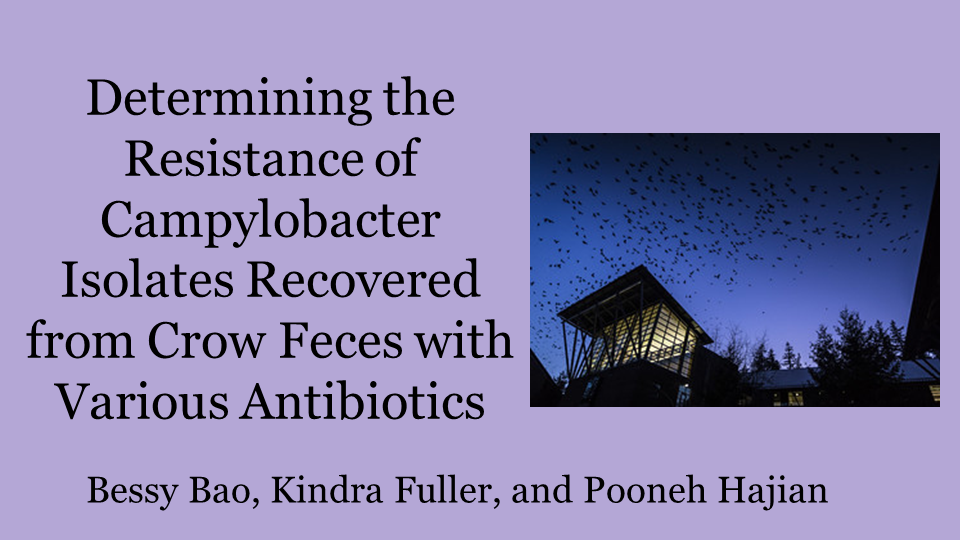 Determining the
Resistance of
Campylobacter
Isolates Recovered
from Crow Feces with
Various Antibiotics
Bessy Bao, Kindra Fuller, and Pooneh Hajian